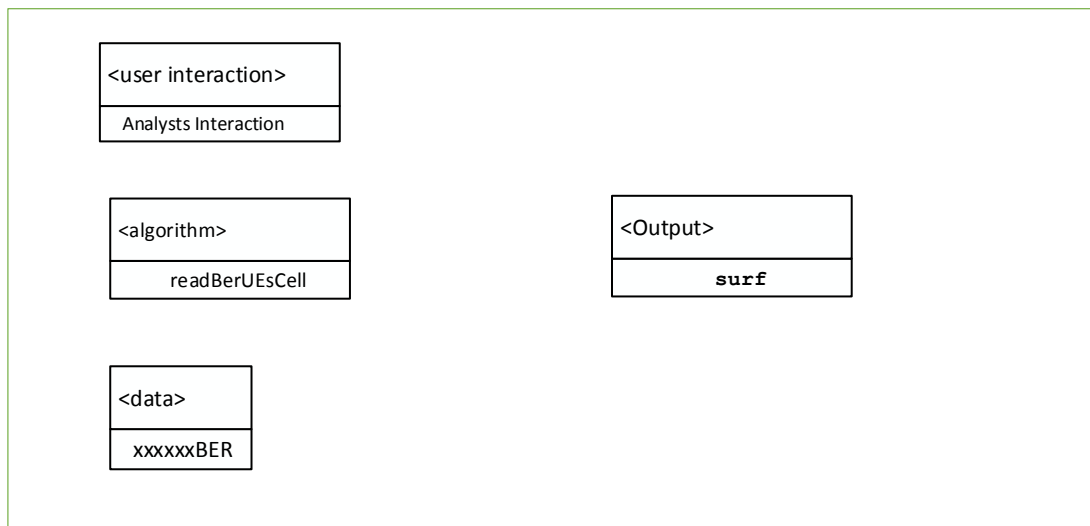 <user interaction>
Analysts Interaction
<algorithm>
readBerUEsCell
<Output>
surf
<data>
xxxxxxBER